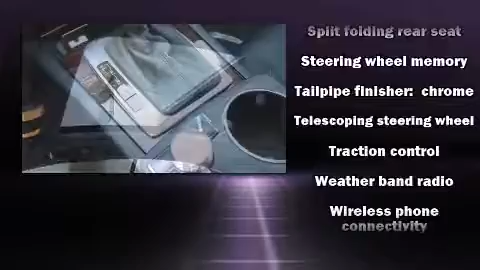 Split folding rear seat
Steering wheel memory
Tailpipe finisher: chrome
Telescoping steering wheel
Traction control
Weather band radio
Wireless phone
connectivity